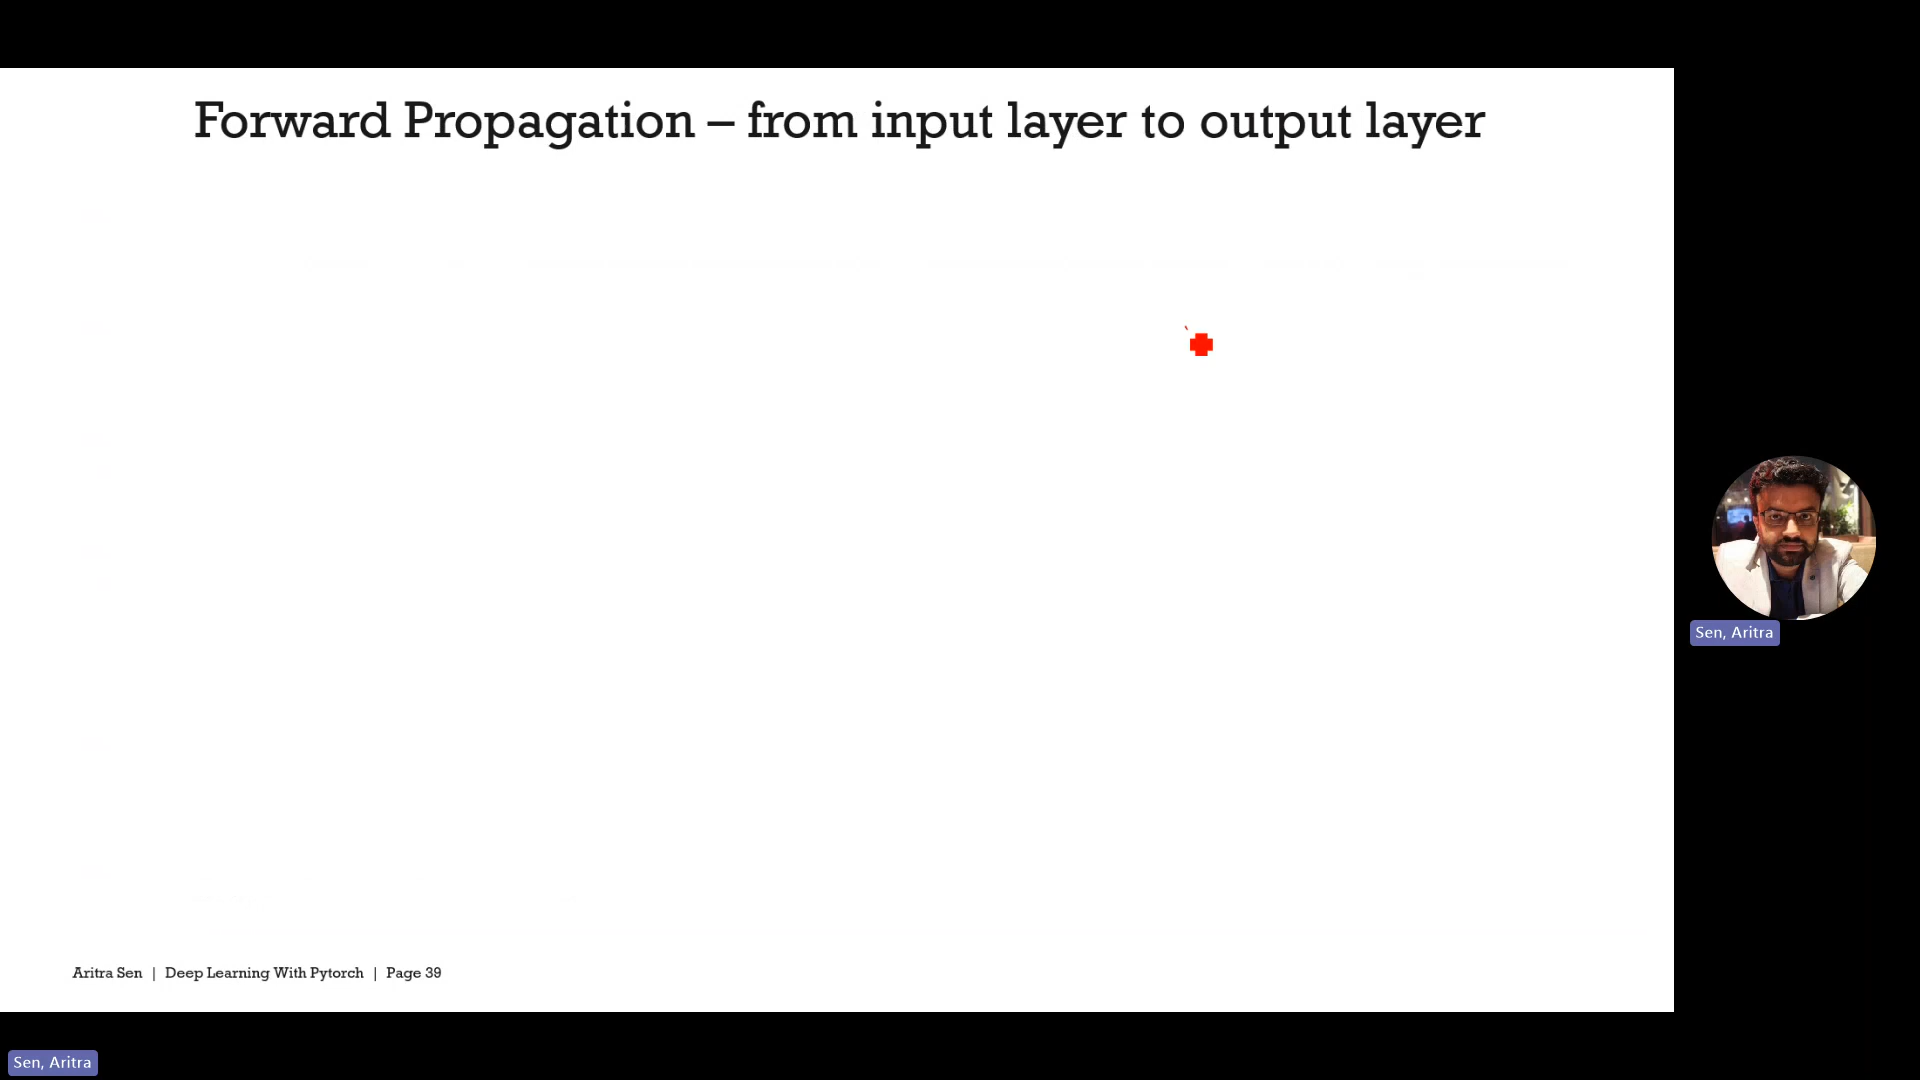 Forward Propagation – from input layer to output layer
Sen, Aritra
Aritra Sen | Deep Learning With Pytorch | Page 39
Sen, Aritra